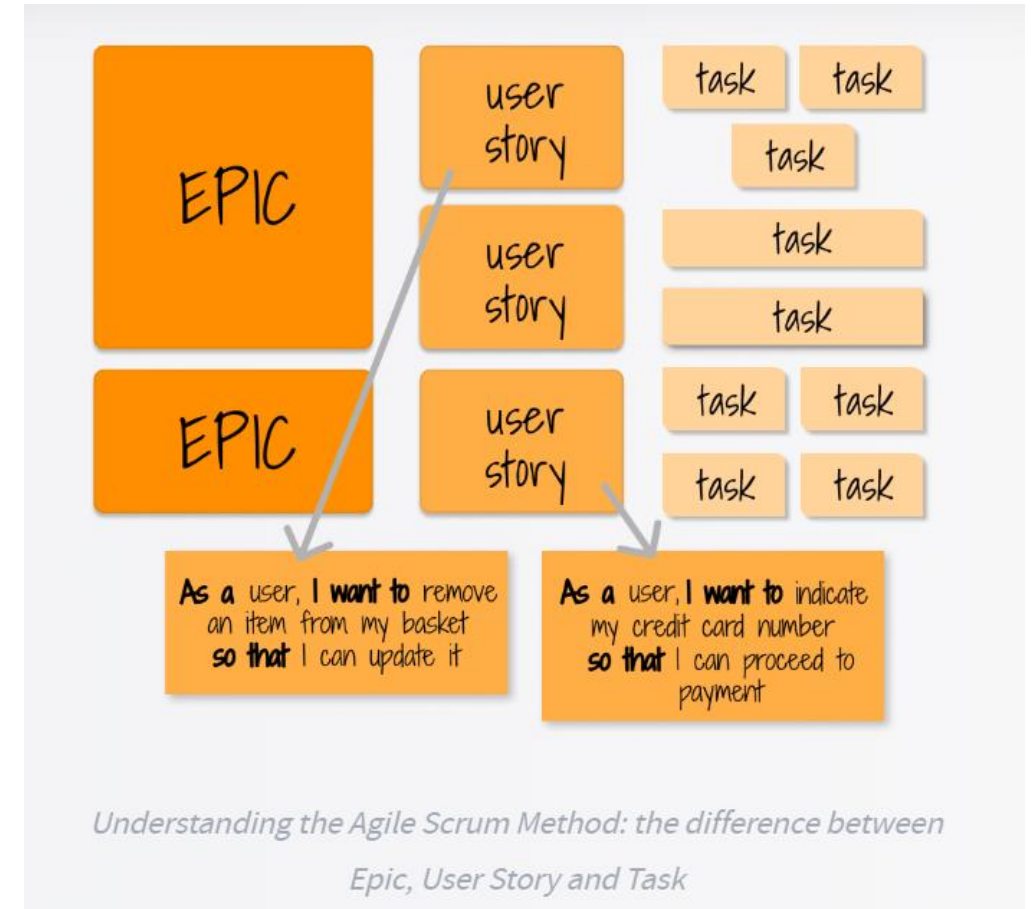 EPIC
user
story
task
task
task
user
story
task
task
EPIC
user
story
task
task
task
task
As a user, I want to remove
an item from my basket
so that I can update it
As a user, I want to indicate
my credit card number
so that I can proceed to
payment
Understanding the Agile Scrum Method: the difference between
Epic, User Story and Task